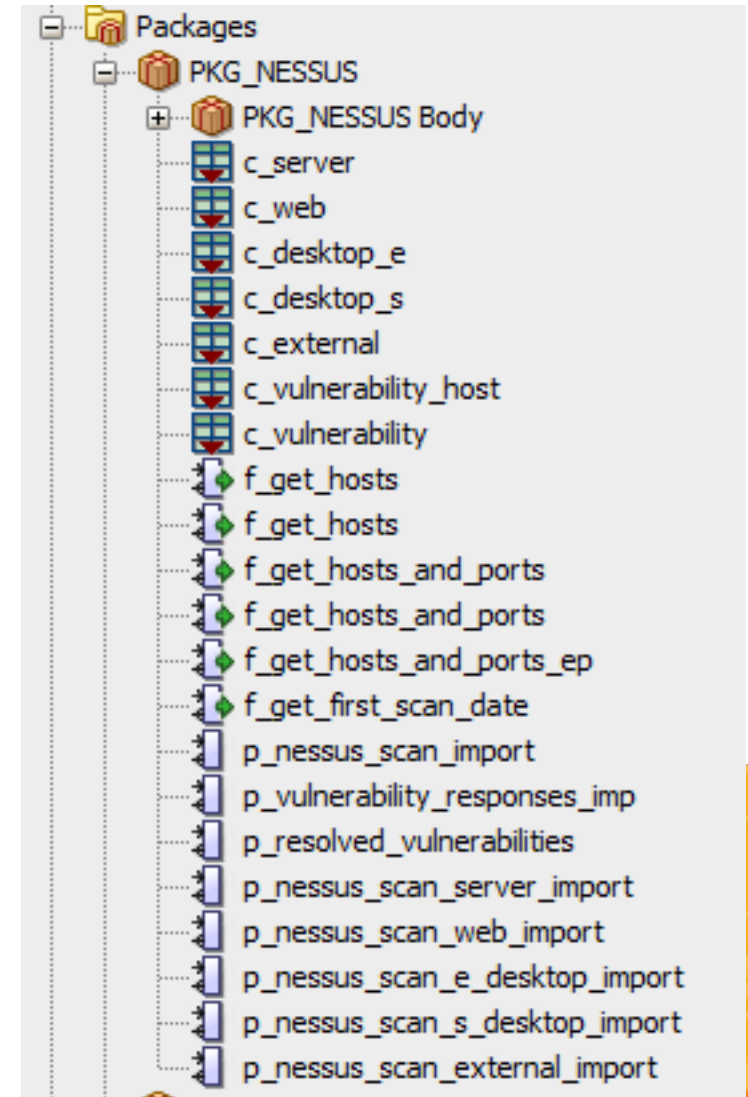 Packages
PKG_NESSUS
PKG_NESSUS Body
c_server
c_web
c_desktop_e
c_desktop_s
c_external
c_vulnerability_host
c_vulnerability
f_get_hosts
f_get_hosts
f_get_hosts_and_ports
f_get_hosts_and_ports
f_get_hosts_and_ports_ep
f_get_first_scan_date
p_nessus_scan_import
p_vulnerability_responses_imp
p_resolved_vulnerabilities
p_nessus_scan_server_import
p_nessus_scan_web_import
p_nessus_scan_e_desktop_import
p_nessus_scan_s_desktop_import
p_nessus_scan_external_import